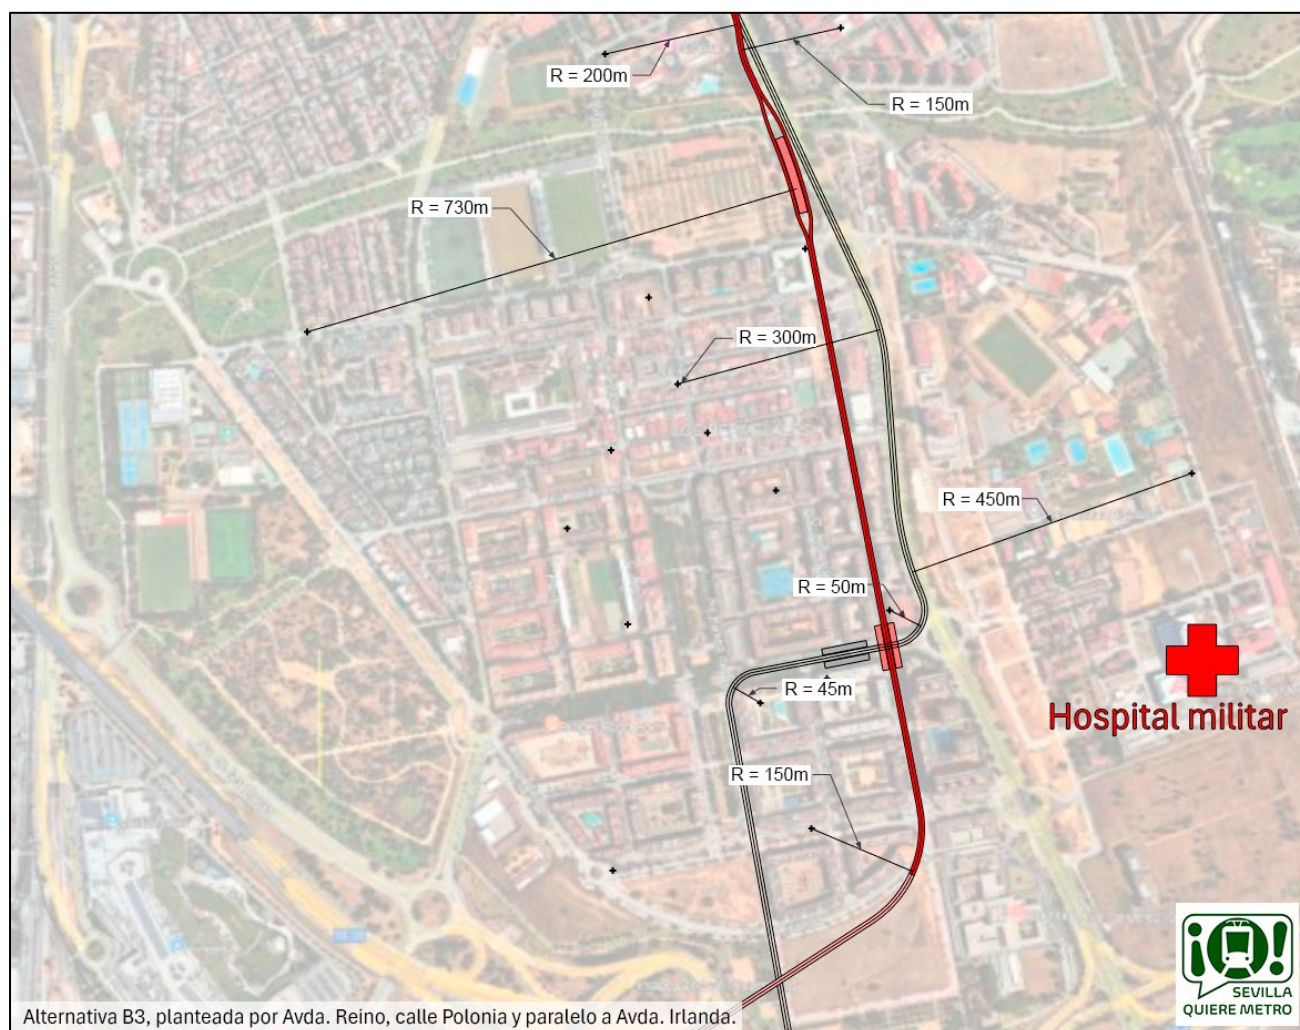 R = 200m
R = 150m
R = 730m
R = 300m
R = 450m
R = 50m
R = 45m
Hospital militar
R = 150m
¡Q!
SEVILLA
QUIERE METRO
Alternativa B3, planteada por Avda. Reino, calle Polonia y paralelo a Avda. Irlanda.